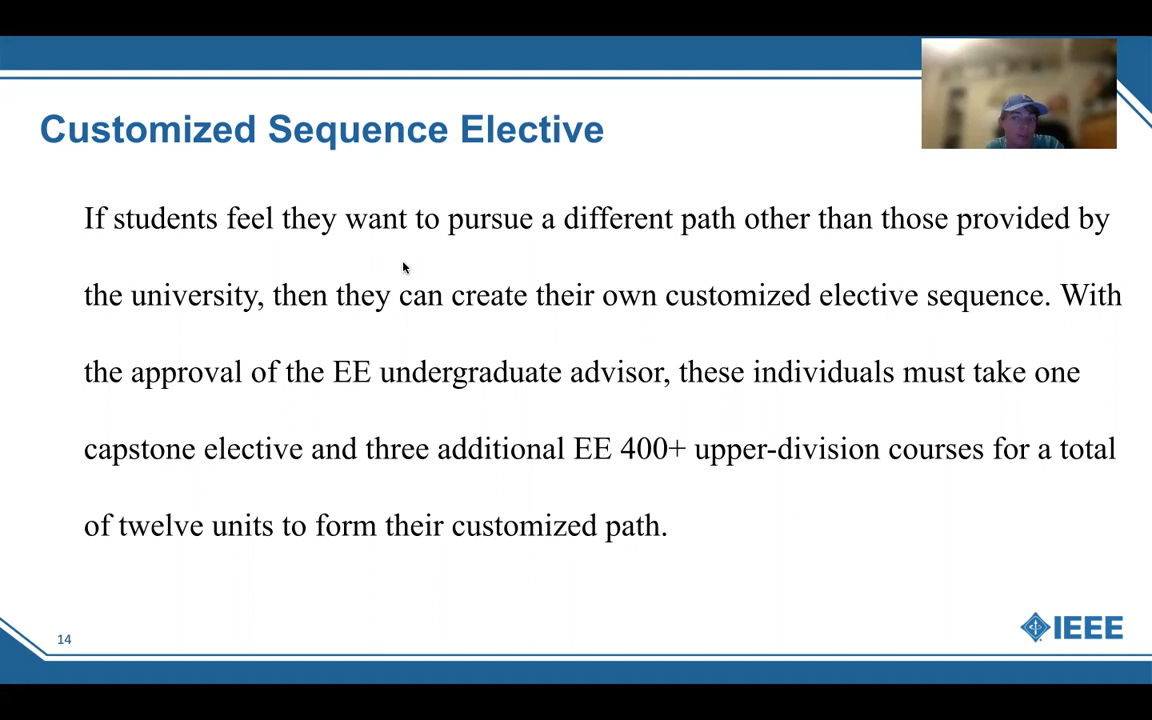 Customized Sequence Elective
If students feel they want to pursue a different path other than those provided by
the university, then they can create their own customized elective sequence. With
the approval of the EE undergraduate advisor, these individuals must take one
capstone elective and three additional EE 400+ upper-division courses for a total
of twelve units to form their customized path.
14
IEEE